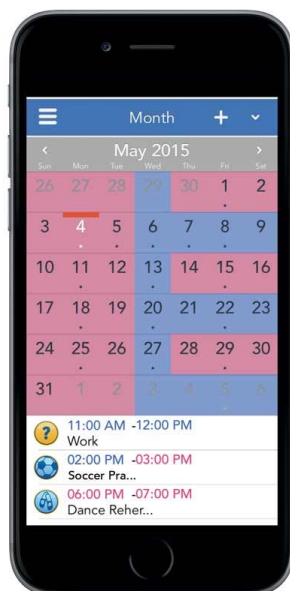 Month +
May 2015
Sun Mon Tue Wed Thu Fri Sat
26 27 28 29 30 1 2
3 4 5 6 7 8 9
10 11 12 13 14 15 16
17 18 19 20 21 22 23
24 25 26 27 28 29 30
31 1 2 3 4 5 6
? 11:00 AM -12:00 PM
Work
02:00 PM -03:00 PM
Soccer Pra...
06:00 PM -07:00 PM
Dance Reher...